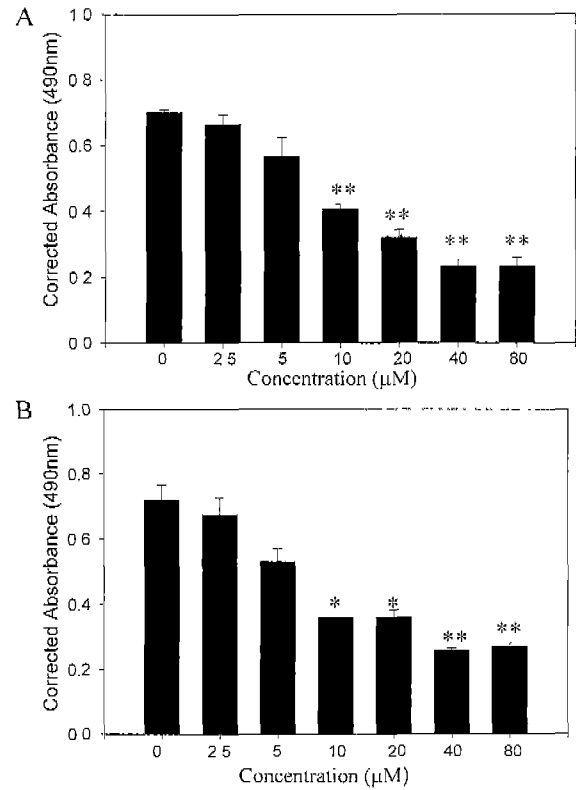 A
1.0
0 8
0.6
0.4
0 2
0.0
Corrected Absorbance (490nm)
** ** ** **
0 2 5 5 10 20 40 80
Concentration (μM)
B
1.0
0.8
0.6
0.4
0.2
0 0
Corrected Absorbance (490nm)
* * ** **
0 2 5 5 10 20 40 80
Concentration (μM)